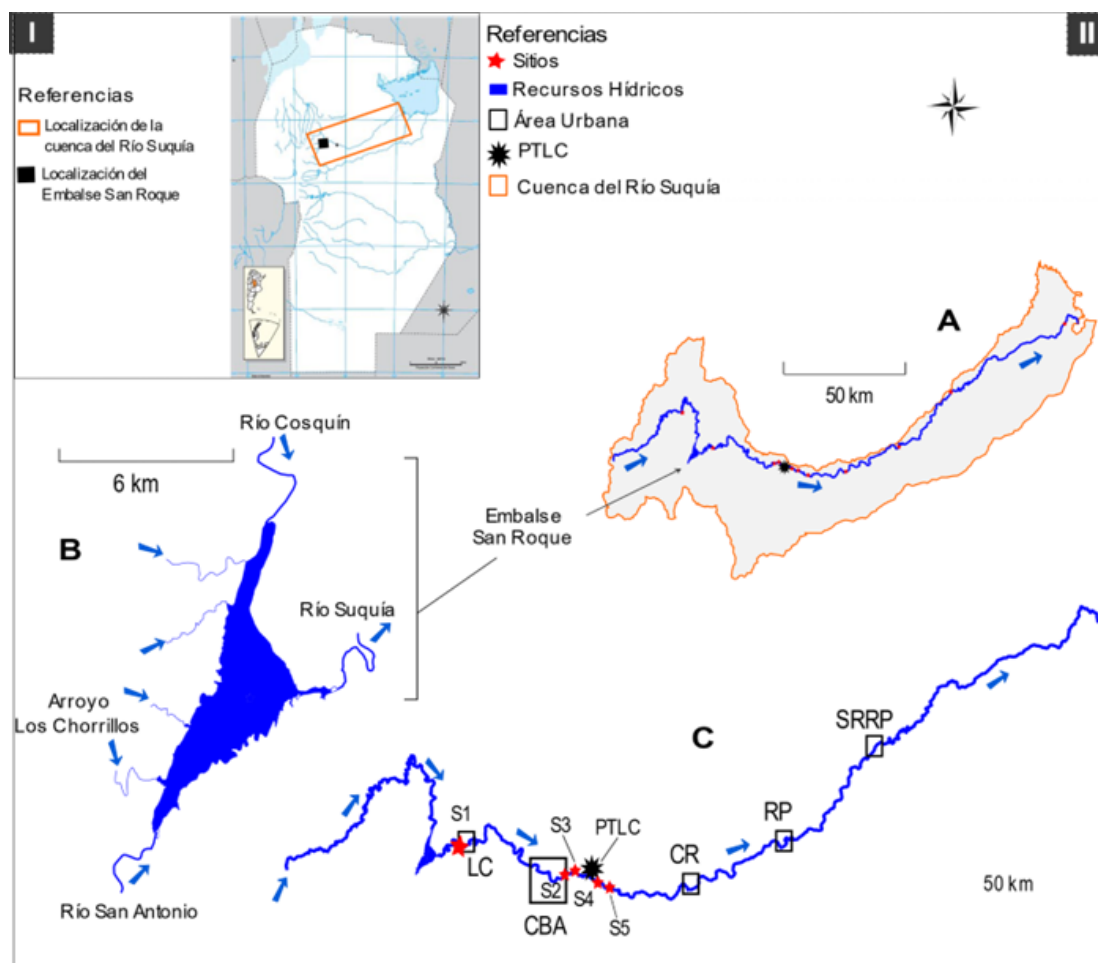 I
Referencias
Localización de la
cuenca del Río Suquía
Localización del
Embalse San Roque
II
Referencias
Sitios
Recursos Hídricos
Área Urbana
PTLC
Cuenca del Río Suquía
A
50 km
Embalse
San Roque
Río Cosquín
6 km
B
Río Suquía
Arroyo
Los Chorrillos
Río San Antonio
C
S1
LC
S2
CBA
S3
PTLC
S4
S5
CR
RP
SRRP
50 km